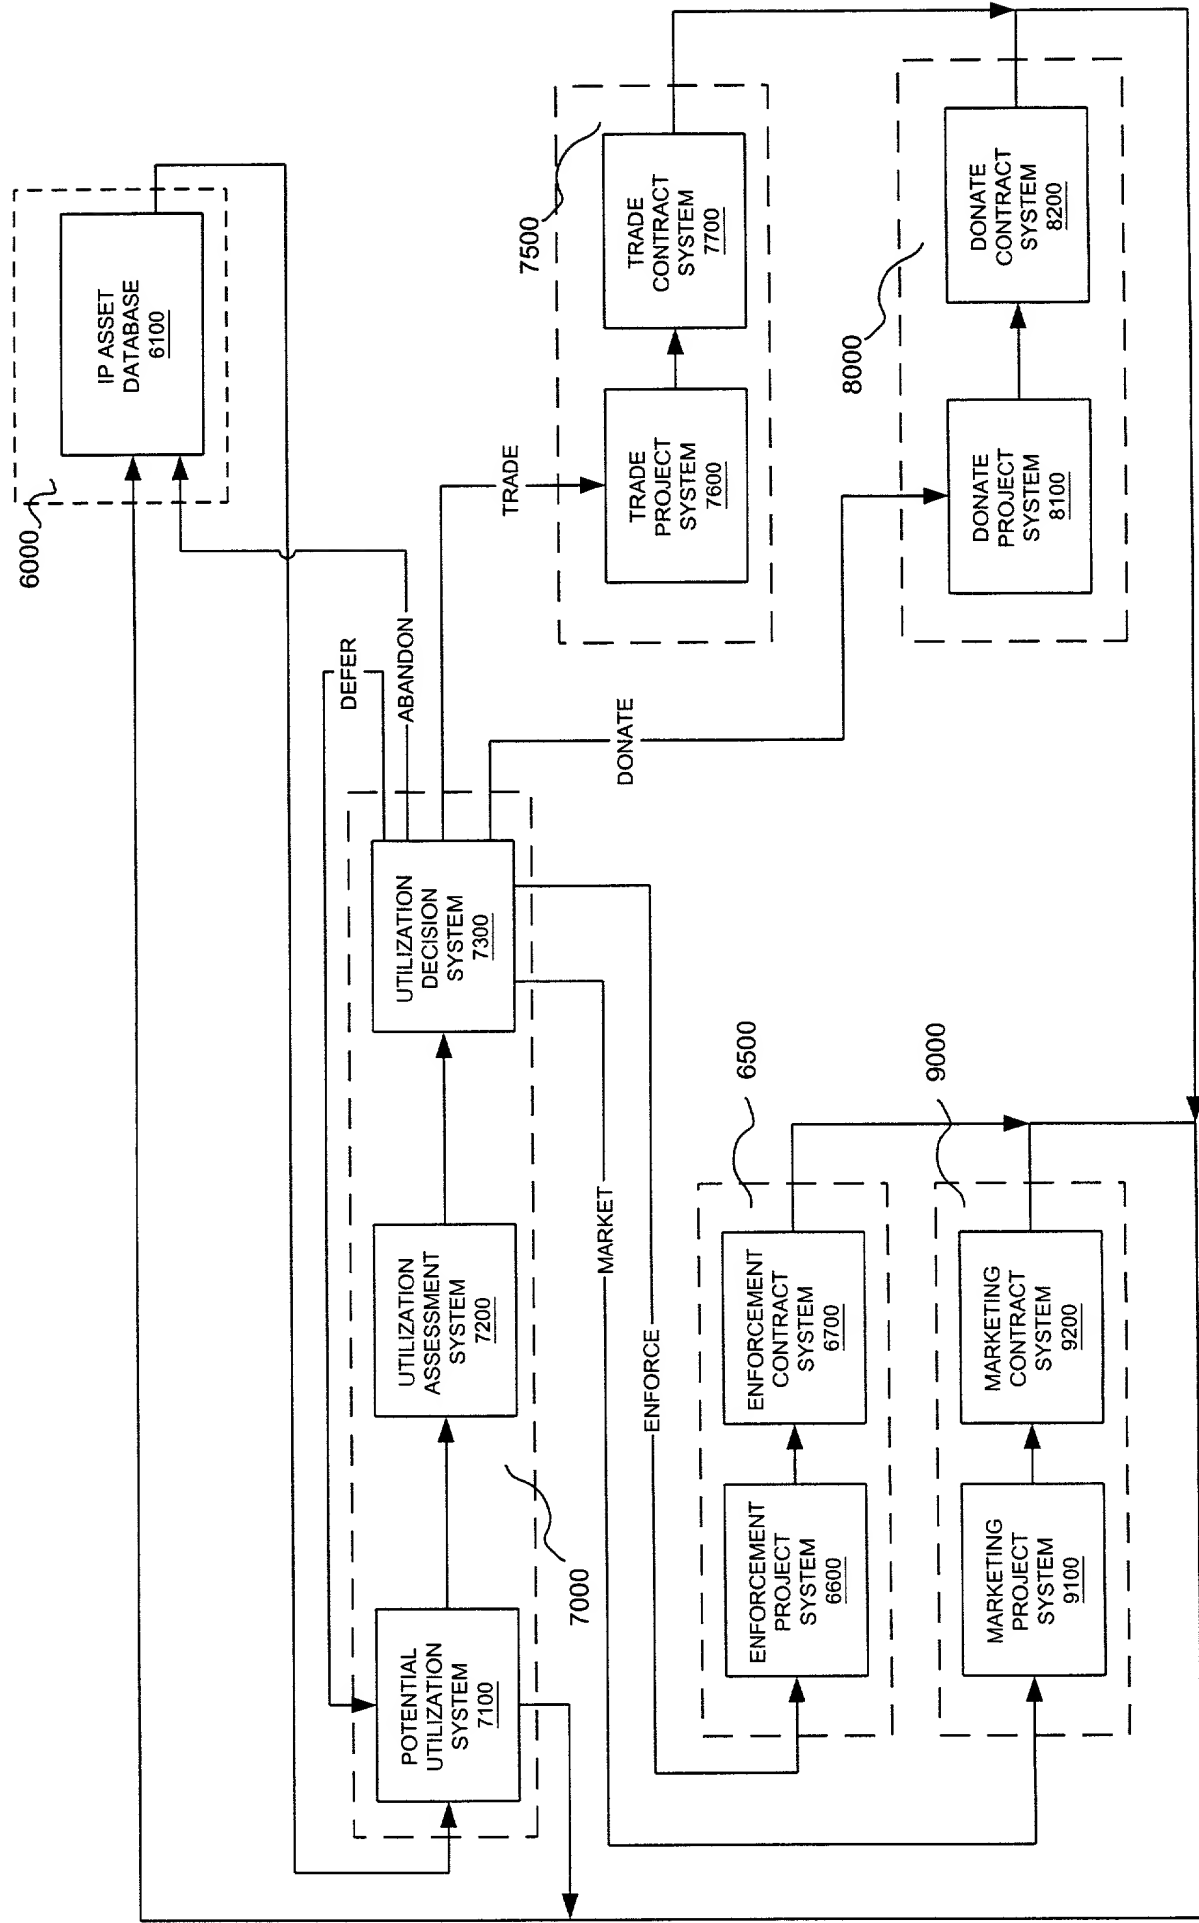 6000
IP ASSET
DATABASE
6100
DEFER
ABANDON
TRADE
DONATE
7000
POTENTIAL
UTILIZATION
SYSTEM
7100
UTILIZATION
ASSESSMENT
SYSTEM
7200
UTILIZATION
DECISION
SYSTEM
7300
7500
TRADE
PROJECT
SYSTEM
7600
TRADE
CONTRACT
SYSTEM
7700
8000
DONATE
PROJECT
SYSTEM
8100
DONATE
CONTRACT
SYSTEM
8200
MARKET
ENFORCE
6500
ENFORCEMENT
PROJECT
SYSTEM
6600
ENFORCEMENT
CONTRACT
SYSTEM
6700
9000
MARKETING
PROJECT
SYSTEM
9100
MARKETING
CONTRACT
SYSTEM
9200